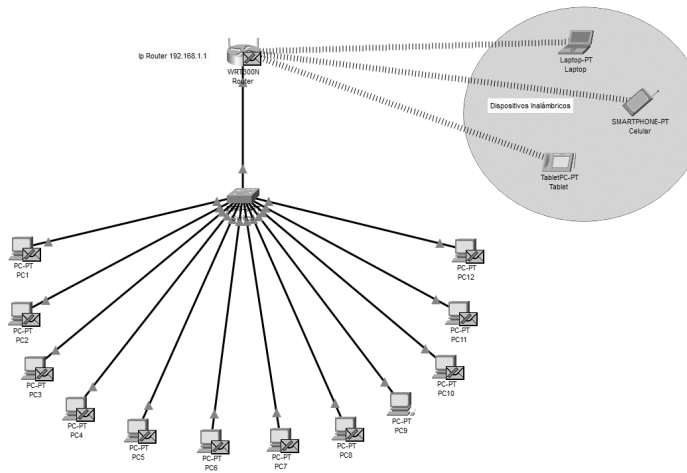 Ip Router 192.168.1.1
WRT300N
Router
Laptop-PT
Laptop
Dispositivos Inalámbricos
SMARTPHONE-PT
Celular
TabletPC-PT
Tablet
PC-PT
PC1
PC-PT
PC2
PC-PT
PC3
PC-PT
PC4
PC-PT
PC5
PC-PT
PC6
PC-PT
PC7
PC-PT
PC8
PC-PT
PC9
PC-PT
PC10
PC-PT
PC11
PC-PT
PC12